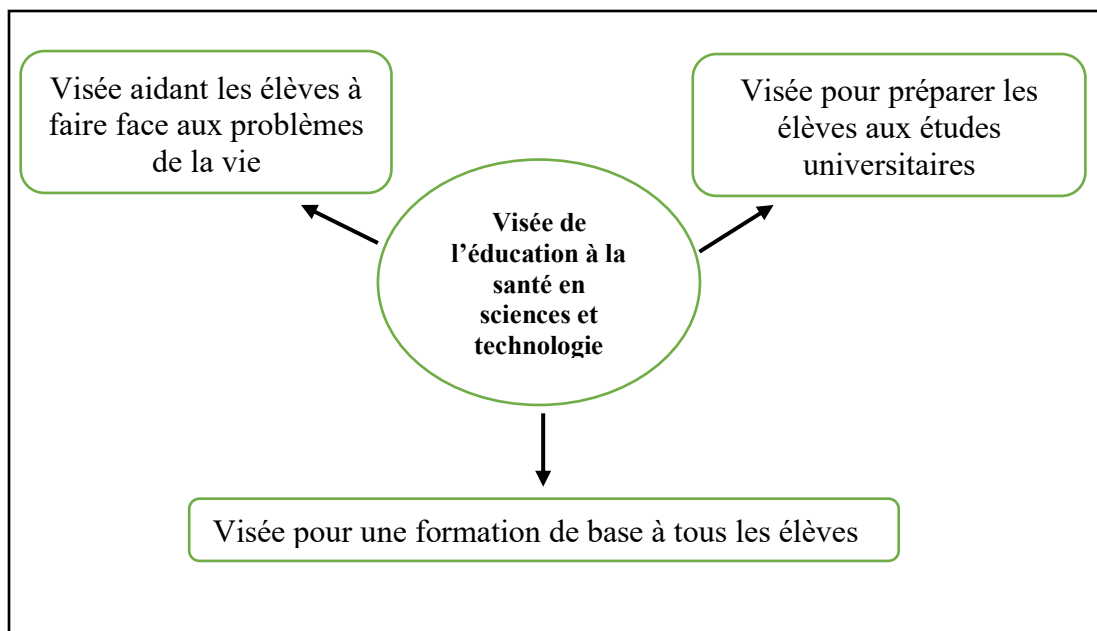 Visée aidant les élèves à
faire face aux problèmes
de la vie
Visée pour préparer les
élèves aux études
universitaires
Visée de
l’éducation à la
santé en
sciences et
technologie
Visée pour une formation de base à tous les élèves